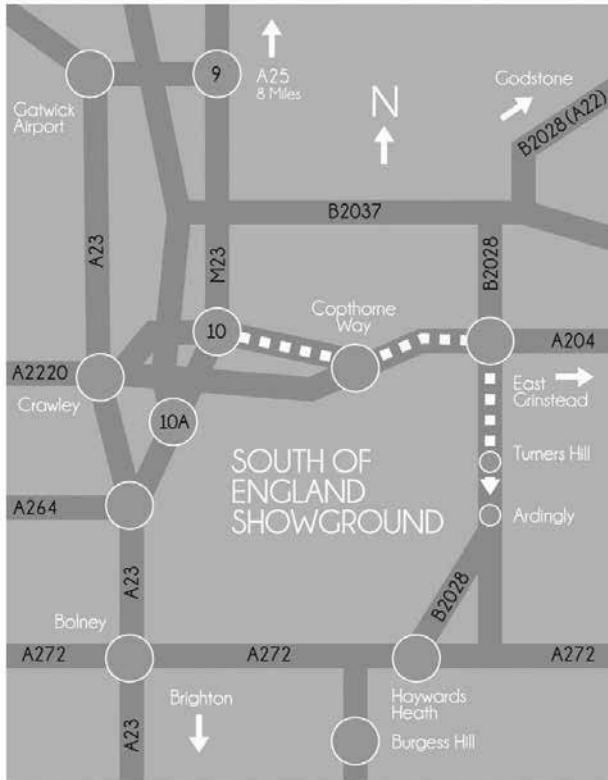 9
A25
8 Miles
Gatwick
Airport
Godstone
N
B2028 (A22)
B2037
A23
M23
B2028
Copthorne
Way
10
A204
A2220
Crawley
East
Grinstead
10A
SOUTH OF
ENGLAND
SHOWGROUND
Turners Hill
A264
Ardingly
A23
B2028
Bolney
A272
A272
A272
Brighton
Haywards
Heath
A23
Burgess Hill